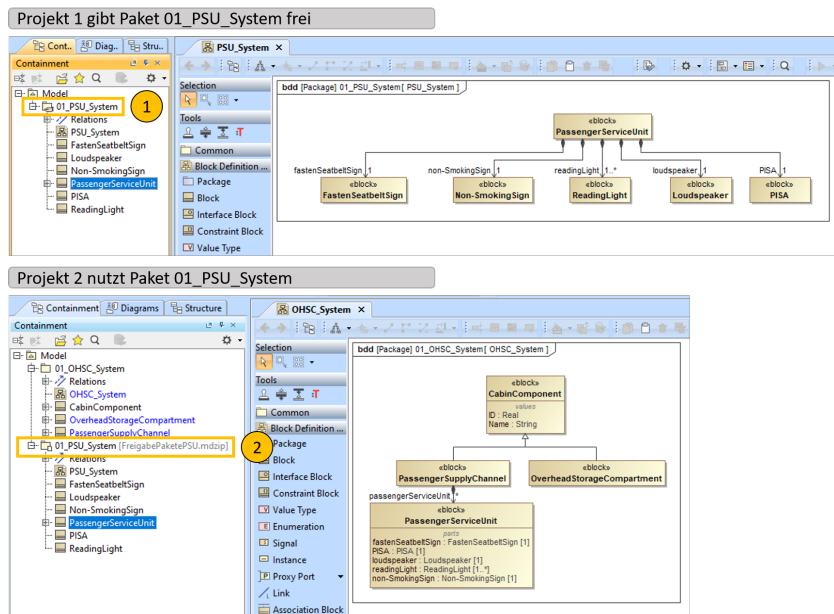 Projekt 1 gibt Paket 01_PSU_System frei
Cont.. Diag.. Stru..
Containment
Model
01_PSU_System
Relations
PSU_System
FastenSeatbeltSign
Loudspeaker
Non-SmokingSign
PassengerServiceUnit
PISA
ReadingLight
1
PSU_System
Selection
Tools
Common
Block Definition ...
Package
Block
Interface Block
Constraint Block
Value Type
bdd [Package] 01_PSU_System[ PSU_System ]
«block»
PassengerServiceUnit
fastenSeatbeltSign 1 non-SmokingSign 1 readingLight 1..* loudspeaker 1 PISA 1
«block» «block» «block» «block» «block»
FastenSeatbeltSign Non-SmokingSign ReadingLight Loudspeaker PISA
Projekt 2 nutzt Paket 01_PSU_System
Containment Diagrams Structure
Containment
Model
01_OHSC_System
Relations
OHSC_System
CabinComponent
OverheadStorageCompartment
PassengerSupplyChannel
01_PSU_System [FreigabePaketePSU.mdzip]
Relations
PSU_System
FastenSeatbeltSign
Loudspeaker
Non-SmokingSign
PassengerServiceUnit
PISA
ReadingLight
2
OHSC_System
Selection
Tools
Common
Block Definition ...
Package
Block
Interface Block
Constraint Block
Value Type
Enumeration
Signal
Instance
Proxy Port
Link
Association Block
bdd [Package] 01_OHSC_System[ OHSC_System ]
«block»
CabinComponent
values
ID : Real
Name : String
«block» «block»
PassengerSupplyChannel OverheadStorageCompartment
passengerServiceUnit *
«block»
PassengerServiceUnit
parts
fastenSeatbeltSign : FastenSeatbeltSign [1]
PISA : PISA [1]
loudspeaker : Loudspeaker [1]
readingLight : ReadingLight [1..*]
non-SmokingSign : Non-SmokingSign [1]